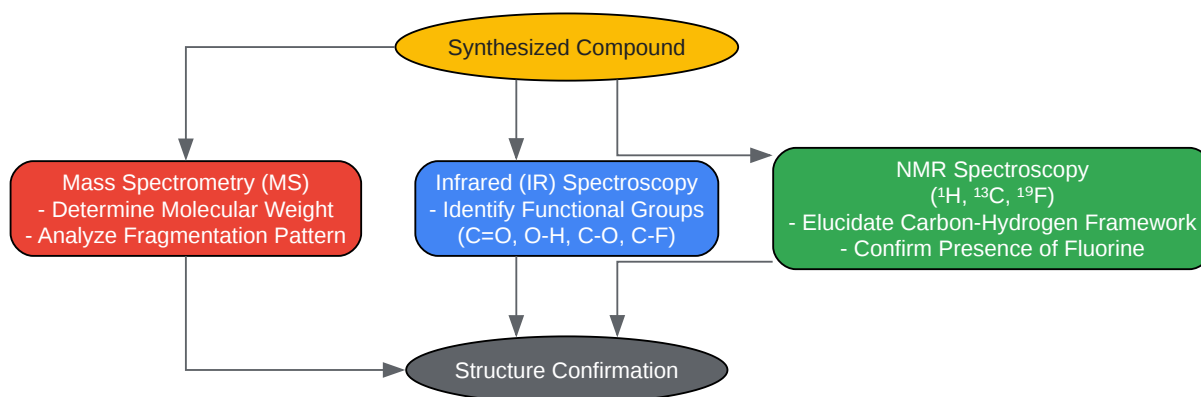 Synthesized Compound
Mass Spectrometry (MS)
- Determine Molecular Weight
- Analyze Fragmentation Pattern
Infrared (IR) Spectroscopy
- Identify Functional Groups
(C=O, O-H, C-O, C-F)
NMR Spectroscopy
(¹H, ¹³C, ¹⁹F)
- Elucidate Carbon-Hydrogen Framework
- Confirm Presence of Fluorine
Structure Confirmation